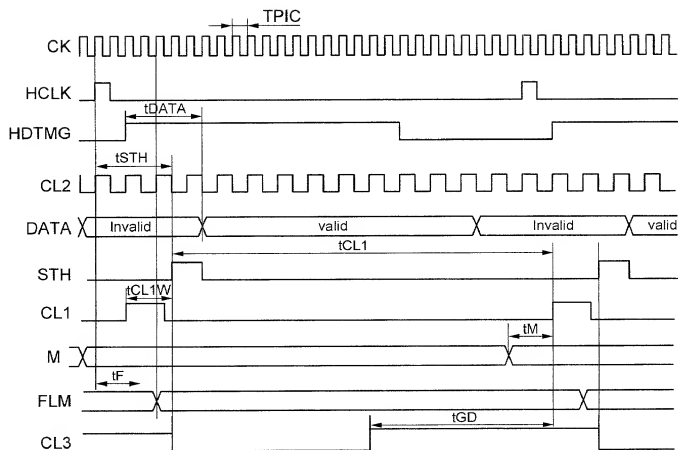 TPIC
CK
HCLK
tDATA
HDTMG
tSTH
CL2
DATA Invalid valid Invalid valid
tCL1
STH
tCL1W
CL1
tM
M
tF
FLM
tGD
CL3